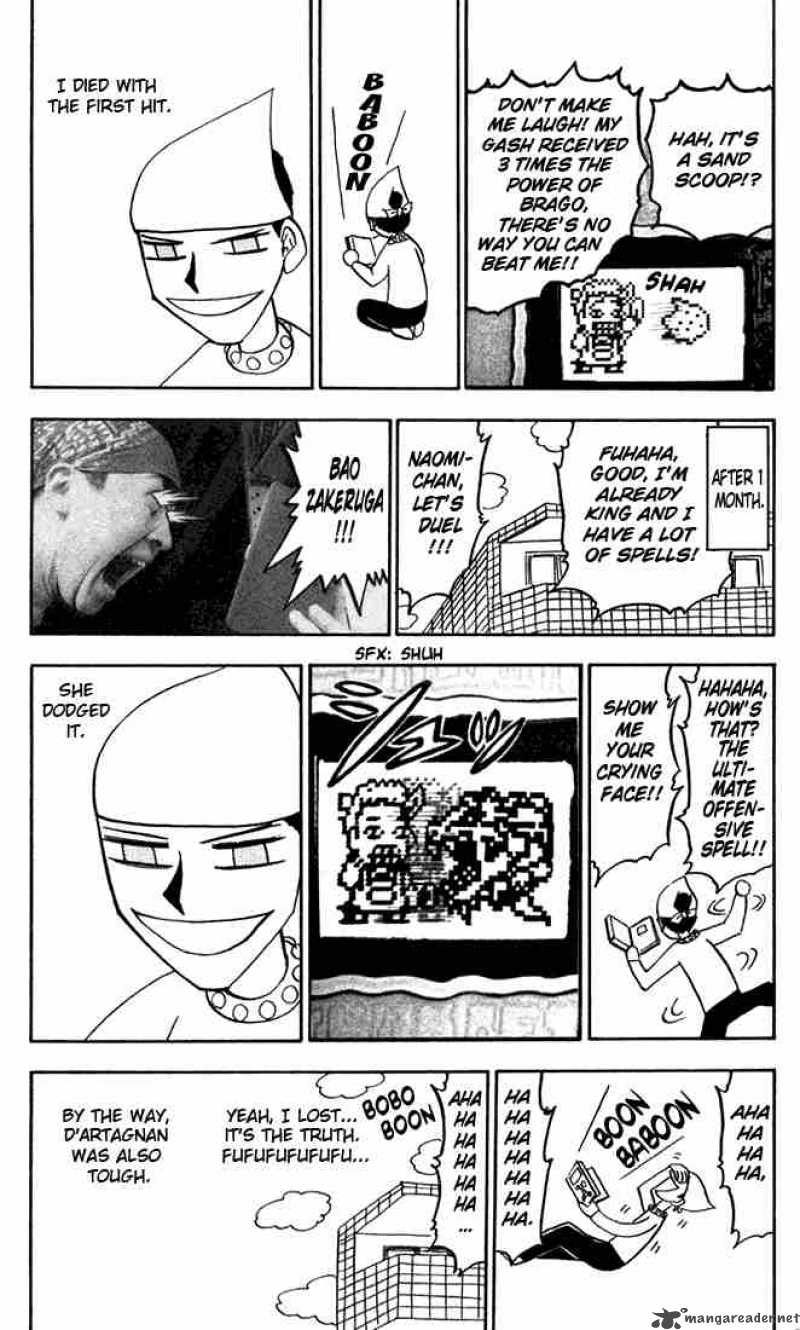 HAH, IT'S
A SAND
SCOOP!?
DON'T MAKE
ME LAUGH! MY
GASH RECEIVED
3 TIMES THE
POWER OF
BRAGO,
THERE'S NO
WAY YOU CAN
BEAT ME!!
SHAH
BABOON
I DIED WITH
THE FIRST HIT.
AFTER 1
MONTH.
FUHAHA,
GOOD, I'M
ALREADY
KING AND I
HAVE A LOT
OF SPELLS!
NAOMI-
CHAN,
LET'S
DUEL
!!!
BAO
ZAKERUGA
!!!
SFX: SHUH
HAHAHA,
HOW'S
THAT?
THE
ULTI-
MATE
OFFEN-
SIVE
SPELL!!
SHOW
ME
YOUR
CRYING
FACE!!
シュッ
SHE
DODGED
IT.
AHA
HA
HA
HA,
BOON
BABOON
HA
HA
HA
HA
HA
HA
HA.
AHA
HA
HA
HA
HA
HA
...
BOBO
BOON
YEAH, I LOST...
IT'S THE TRUTH.
FUFUFUFUFUFU...
BY THE WAY,
D'ARTAGNAN
WAS ALSO
TOUGH.
mangareader.net